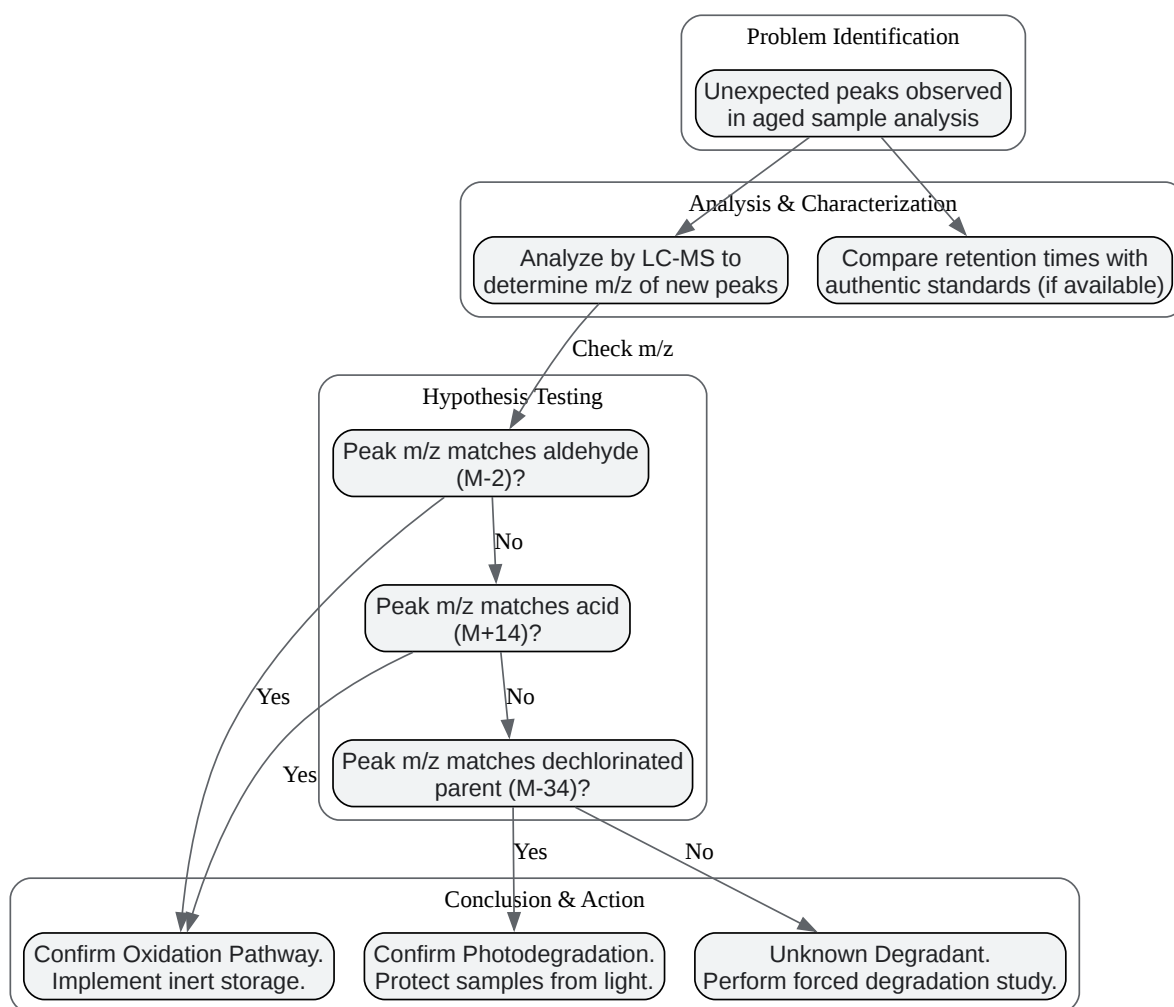 Problem Identification
Unexpected peaks observed
in aged sample analysis
Analysis & Characterization
Analyze by LC-MS to
determine m/z of new peaks
Compare retention times with
authentic standards (if available)
Check m/z
Hypothesis Testing
Peak m/z matches aldehyde
(M-2)?
No
Peak m/z matches acid
(M+14)?
Yes
No
Yes
Peak m/z matches dechlorinated
parent (M-34)?
Yes
No
Conclusion & Action
Confirm Oxidation Pathway.
Implement inert storage.
Confirm Photodegradation.
Protect samples from light.
Unknown Degradant.
Perform forced degradation study.